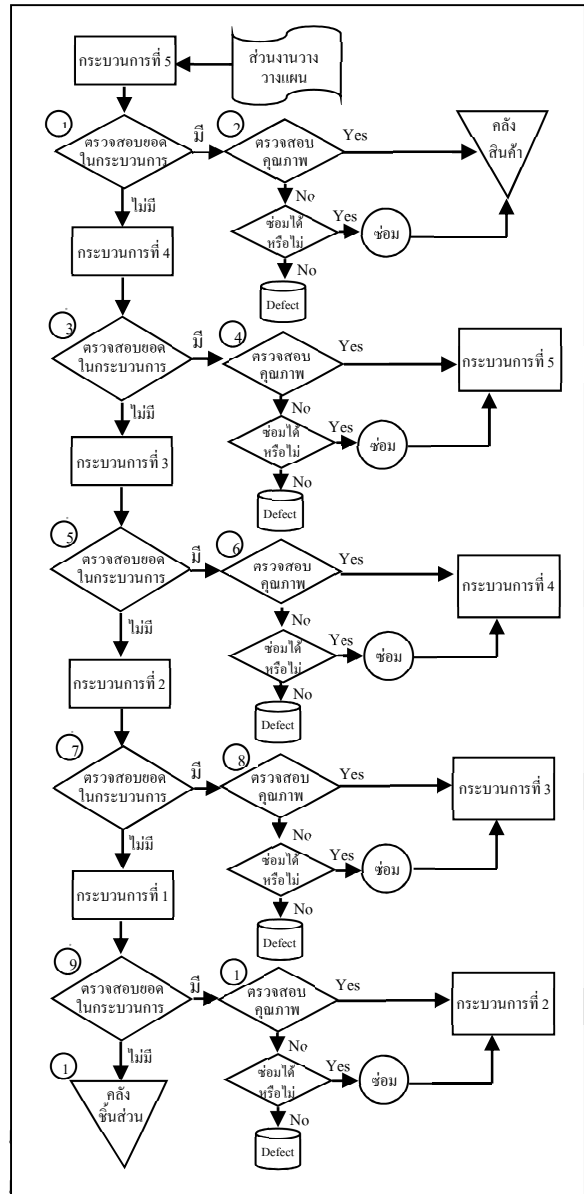 กระบวนการที่ 5
ส่วนงานวาง
วางแผน
1
ตรวจสอบยอด
ในกระบวนการ
มี
2
ตรวจสอบ
คุณภาพ
Yes
คลัง
สินค้า
ไม่มี
No
กระบวนการที่ 4
ซ่อมได้
หรือไม่
Yes
ซ่อม
No
Defect
3
ตรวจสอบยอด
ในกระบวนการ
มี
4
ตรวจสอบ
คุณภาพ
Yes
กระบวนการที่ 5
ไม่มี
No
กระบวนการที่ 3
ซ่อมได้
หรือไม่
Yes
ซ่อม
No
Defect
5
ตรวจสอบยอด
ในกระบวนการ
มี
6
ตรวจสอบ
คุณภาพ
Yes
กระบวนการที่ 4
ไม่มี
No
กระบวนการที่ 2
ซ่อมได้
หรือไม่
Yes
ซ่อม
No
Defect
7
ตรวจสอบยอด
ในกระบวนการ
มี
8
ตรวจสอบ
คุณภาพ
Yes
กระบวนการที่ 3
ไม่มี
No
กระบวนการที่ 1
ซ่อมได้
หรือไม่
Yes
ซ่อม
No
Defect
9
ตรวจสอบยอด
ในกระบวนการ
มี
1
ตรวจสอบ
คุณภาพ
Yes
กระบวนการที่ 2
ไม่มี
No
1
คลัง
ชิ้นส่วน
ซ่อมได้
หรือไม่
Yes
ซ่อม
No
Defect